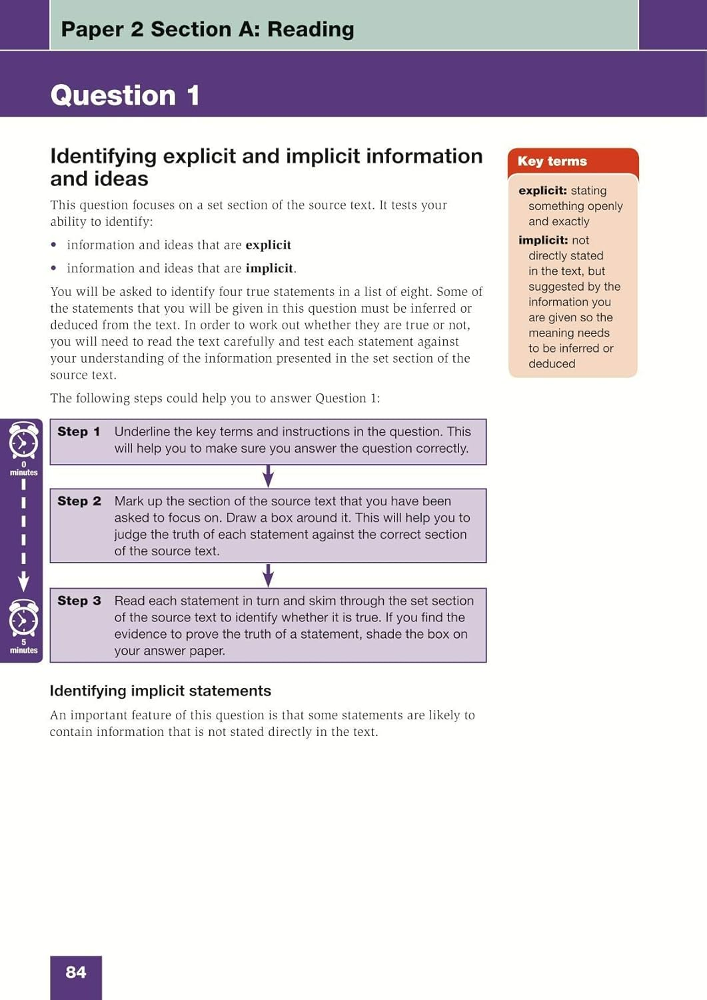 Paper 2 Section A: Reading
Question 1
Identifying explicit and implicit information
and ideas
This question focuses on a set section of the source text. It tests your
ability to identify:
• information and ideas that are explicit
• information and ideas that are implicit.
You will be asked to identify four true statements in a list of eight. Some of
the statements that you will be given in this question must be inferred or
deduced from the text. In order to work out whether they are true or not,
you will need to read the text carefully and test each statement against
your understanding of the information presented in the set section of the
source text.
The following steps could help you to answer Question 1:
Key terms
explicit: stating
something openly
and exactly
implicit: not
directly stated
in the text, but
suggested by the
information you
are given so the
meaning needs
to be inferred or
deduced
0
minutes
Step 1 Underline the key terms and instructions in the question. This
will help you to make sure you answer the question correctly.
Step 2 Mark up the section of the source text that you have been
asked to focus on. Draw a box around it. This will help you to
judge the truth of each statement against the correct section
of the source text.
Step 3 Read each statement in turn and skim through the set section
of the source text to identify whether it is true. If you find the
evidence to prove the truth of a statement, shade the box on
your answer paper.
5
minutes
Identifying implicit statements
An important feature of this question is that some statements are likely to
contain information that is not stated directly in the text.
84